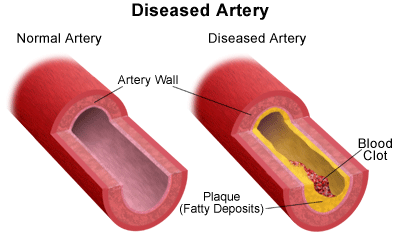 Diseased Artery
Normal Artery
Diseased Artery
Artery Wall
Blood
Clot
Plaque
(Fatty Deposits)